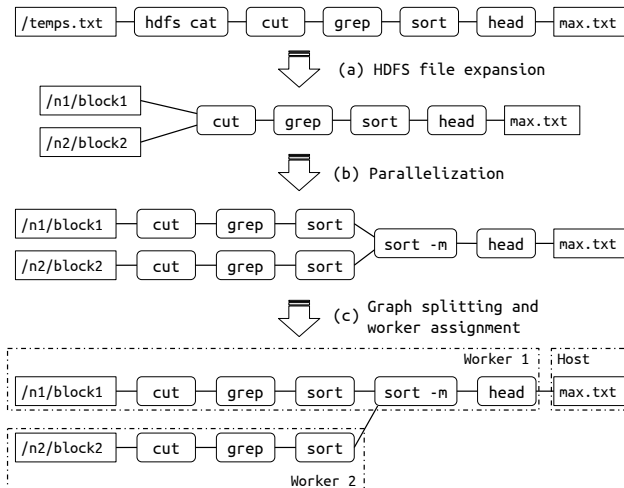 /temps.txt hdfs cat cut grep sort head max.txt
(a) HDFS file expansion
/n1/block1
cut grep sort head max.txt
/n2/block2
(b) Parallelization
/n1/block1 cut grep sort
sort -m head max.txt
/n2/block2 cut grep sort
(c) Graph splitting and
worker assignment
Worker 1 Host
/n1/block1 cut grep sort sort -m head max.txt
/n2/block2 cut grep sort
Worker 2